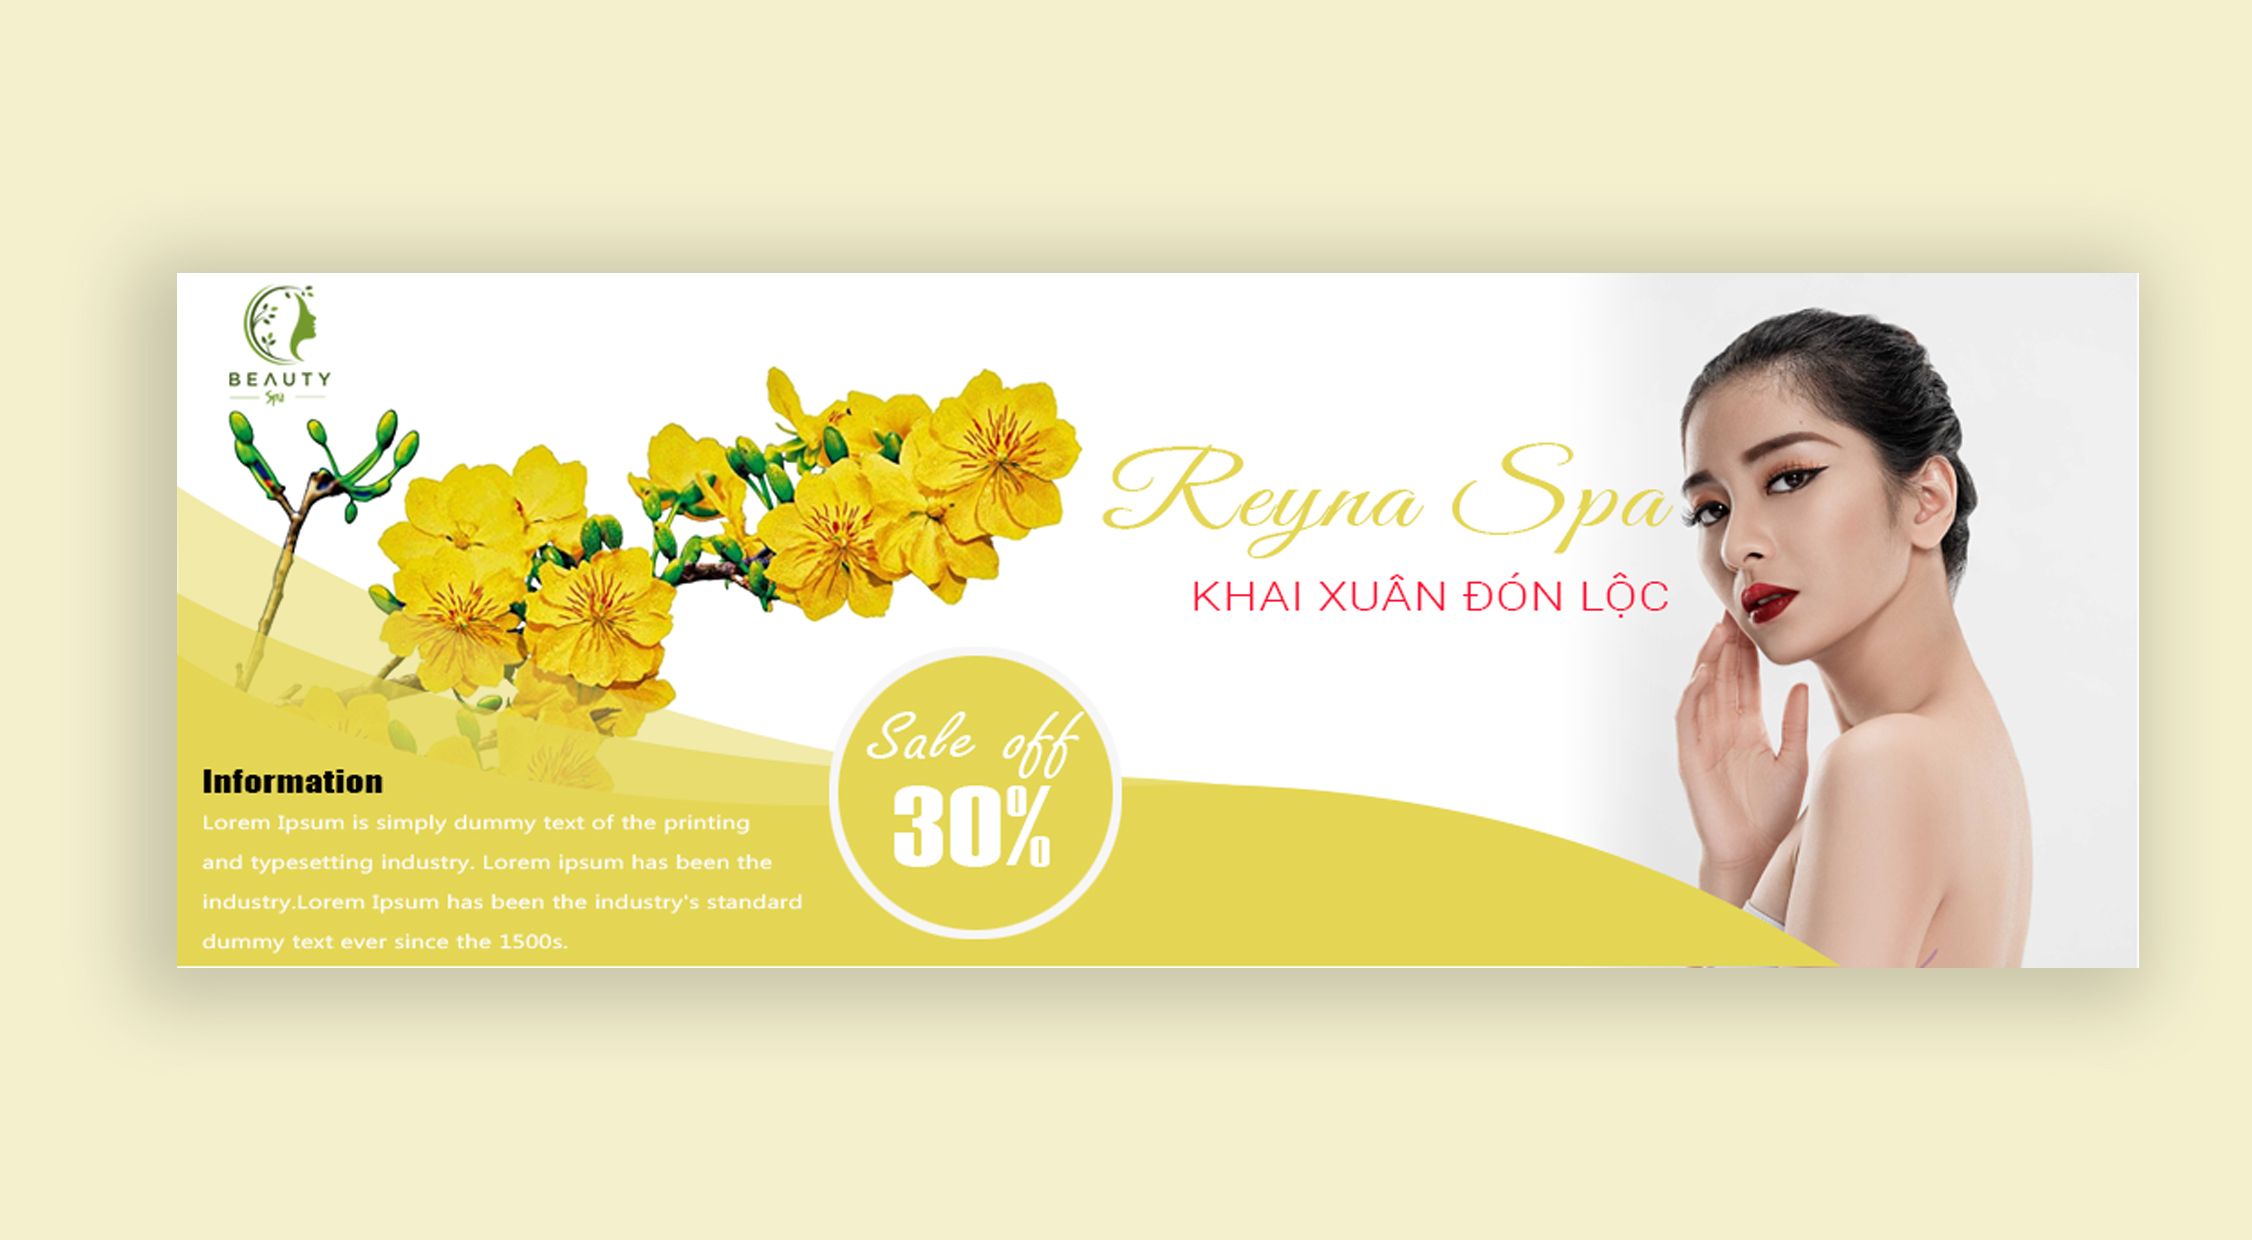 BEAUTY
Spa
Reyna Spa
KHAI XUÂN ĐÓN LỘC
Sale off
30%
Information
Lorem Ipsum is simply dummy text of the printing
and typesetting industry. Lorem ipsum has been the
industry.Lorem Ipsum has been the industry's standard
dummy text ever since the 1500s.